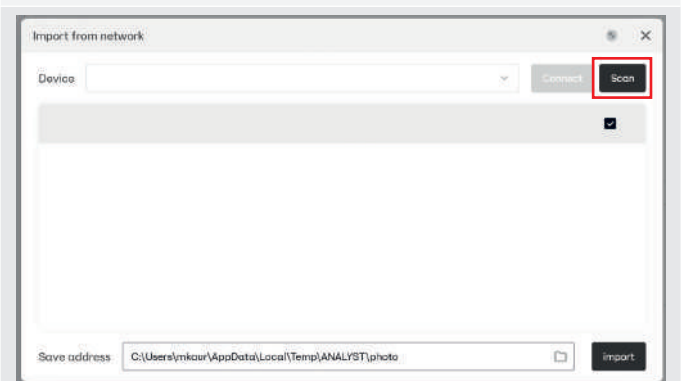 Import from network
Device Connect Scan
Save address C:\Users\mkaur\AppData\Local\Temp\ANALYST\photo import